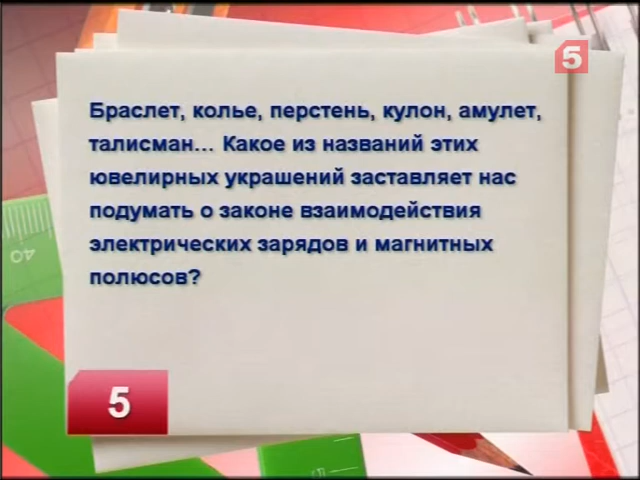 5
Браслет, колье, перстень, кулон, амулет,
талисман... Какое из названий этих
ювелирных украшений заставляет нас
подумать о законе взаимодействия
электрических зарядов и магнитных
полюсов?
40
5